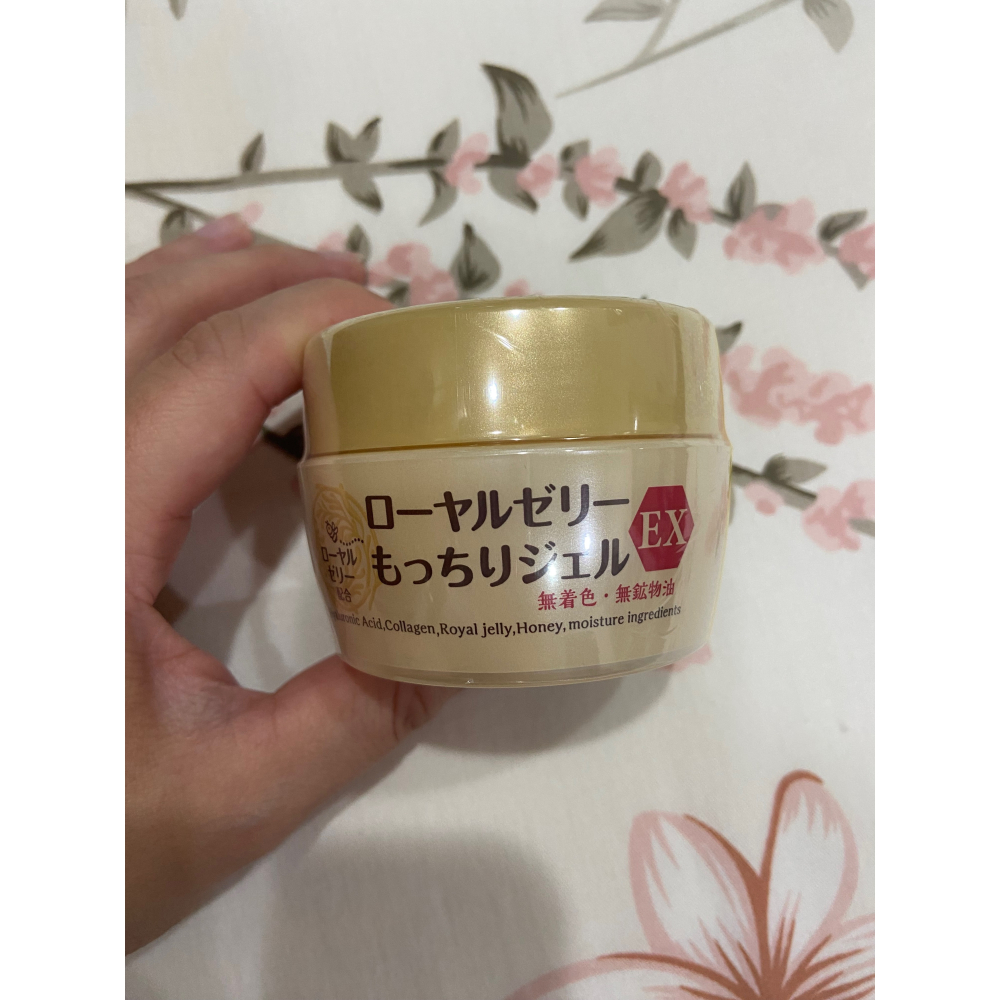 ローヤルゼリー
もっちりジェル
EX
ローヤル
ゼリー
配合
無着色・無鉱物油
Acid,Collagen,Royal jelly,Honey, moisture ingredients